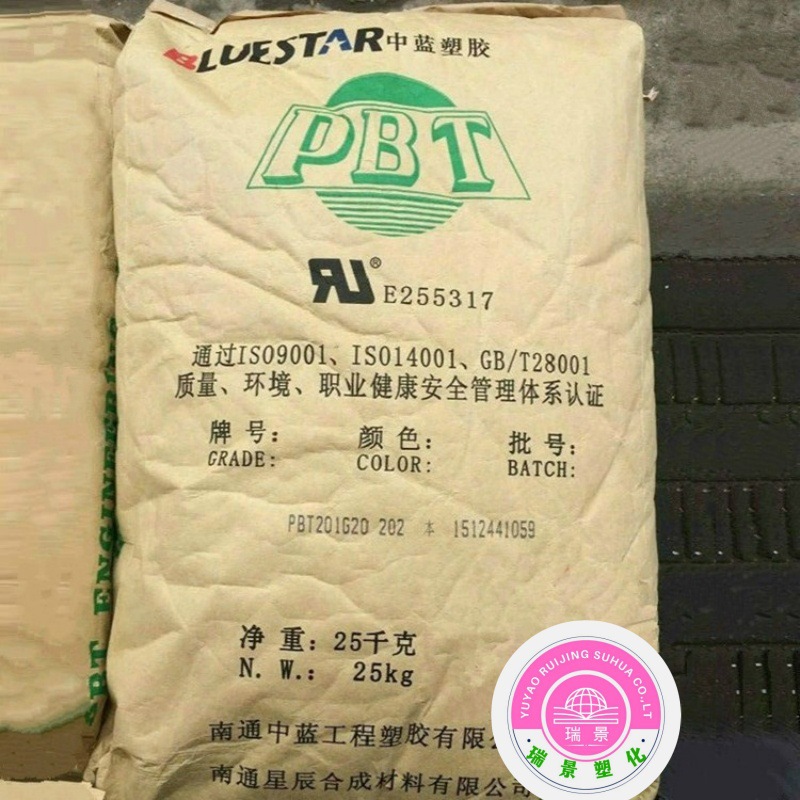 BLUESTAR中蓝塑胶
PBT
RU® E255317
通过ISO9001、ISO14001、GB/T28001
质量、环境、职业健康安全管理体系认证
牌号: 颜色: 批号:
GRADE: COLOR: BATCH:
PBT201G20 202 本 1512441059
净重: 25千克
N. W.: 25kg
南通中蓝工程塑胶有限
南通星辰合成材料有限公司
PBT ENGINEERING
YUYAO RUIJING SUHUA CO.,LT
瑞景
·瑞景塑化·